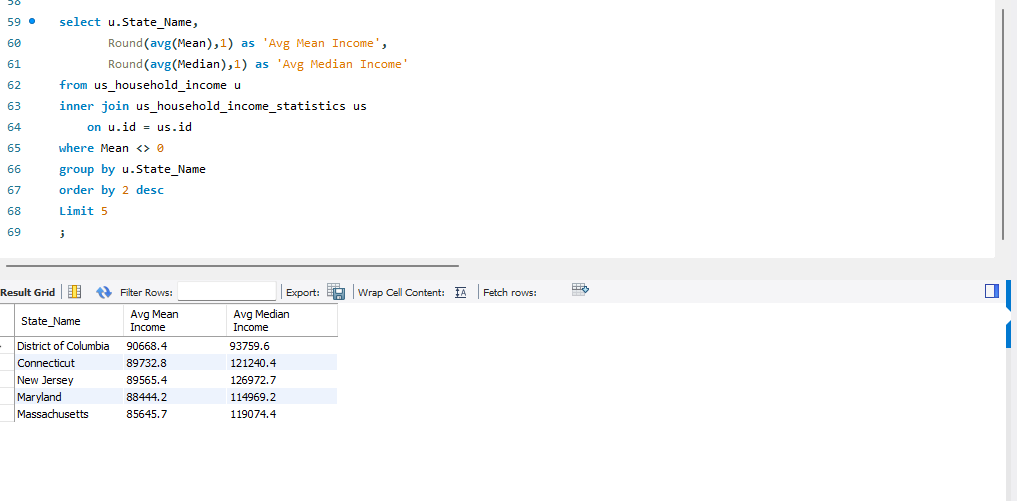 58
59 select u.State_Name,
60 Round(avg(Mean),1) as 'Avg Mean Income',
61 Round(avg(Median),1) as 'Avg Median Income'
62 from us_household_income u
63 inner join us_household_income_statistics us
64 on u.id = us.id
65 where Mean <> 0
66 group by u.State_Name
67 order by 2 desc
68 Limit 5
69 ;
Result Grid Filter Rows: Export: Wrap Cell Content: IA Fetch rows:
State_Name Avg Mean Income Avg Median Income
District of Columbia 90668.4 93759.6
Connecticut 89732.8 121240.4
New Jersey 89565.4 126972.7
Maryland 88444.2 114969.2
Massachusetts 85645.7 119074.4